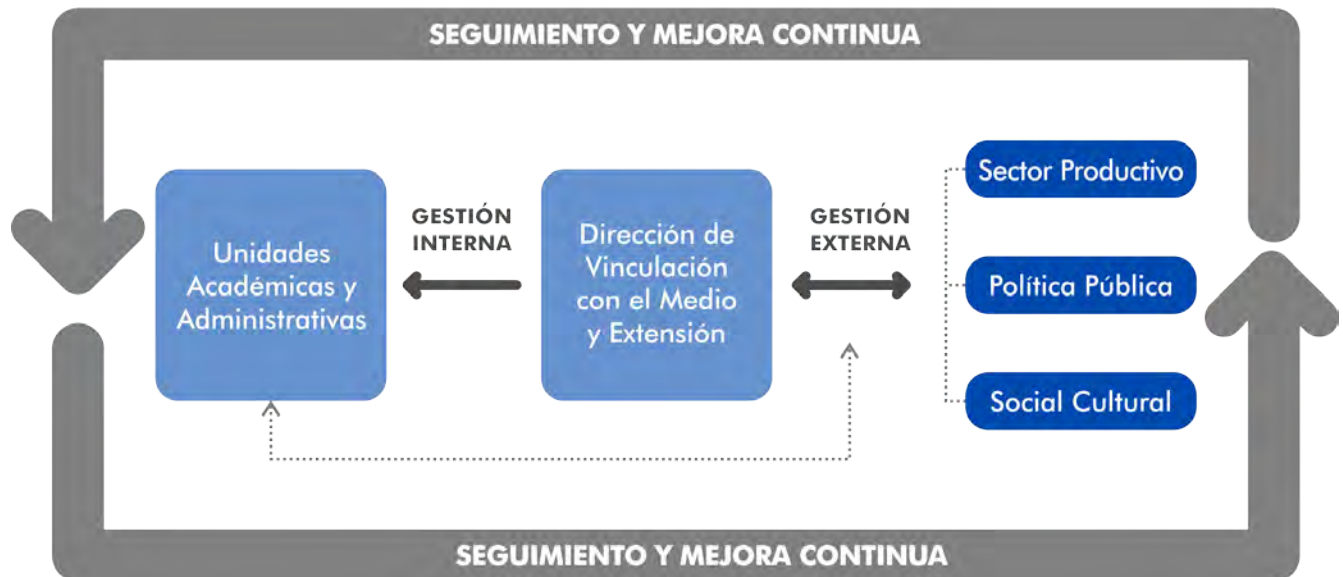 SEGUIMIENTO Y MEJORA CONTINUA
Unidades
Académicas y
Administrativas
GESTIÓN
INTERNA
Dirección de
Vinculación
con el Medio
y Extensión
GESTIÓN
EXTERNA
Sector Productivo
Política Pública
Social Cultural
SEGUIMIENTO Y MEJORA CONTINUA